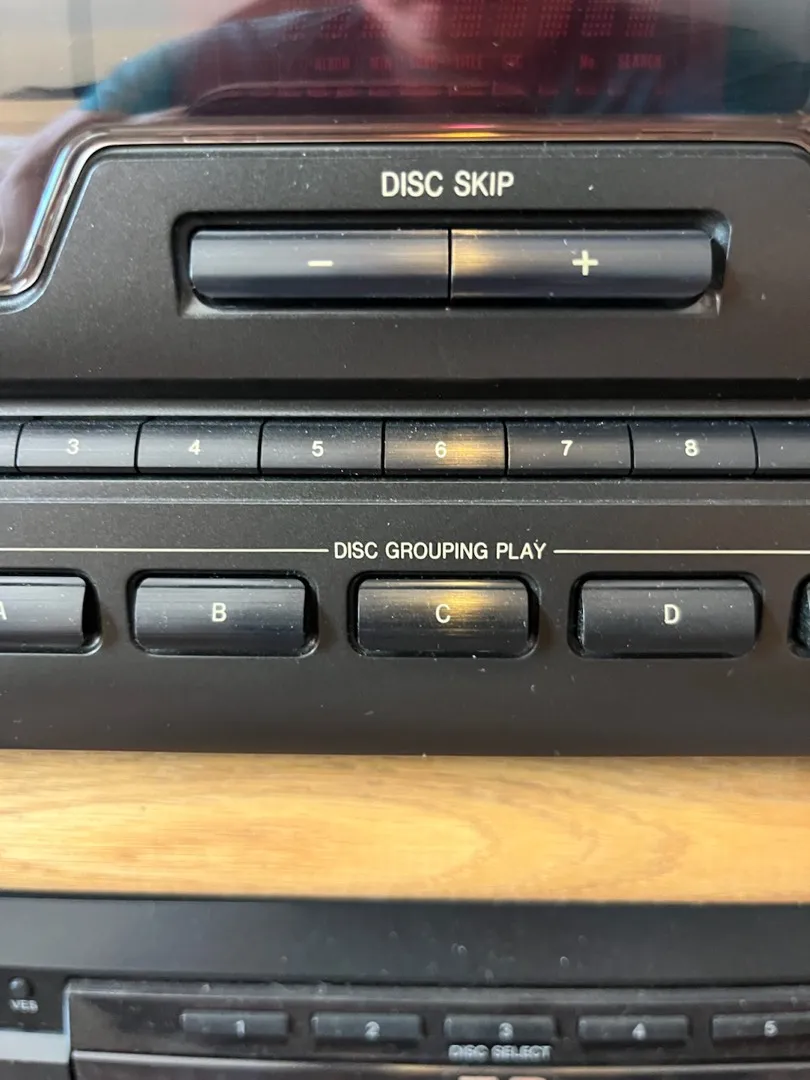 DISC SKIP
− +
3 4 5 6 7 8
DISC GROUPING PLAY
A B C D
1 2 3 4 5
DISC SELECT